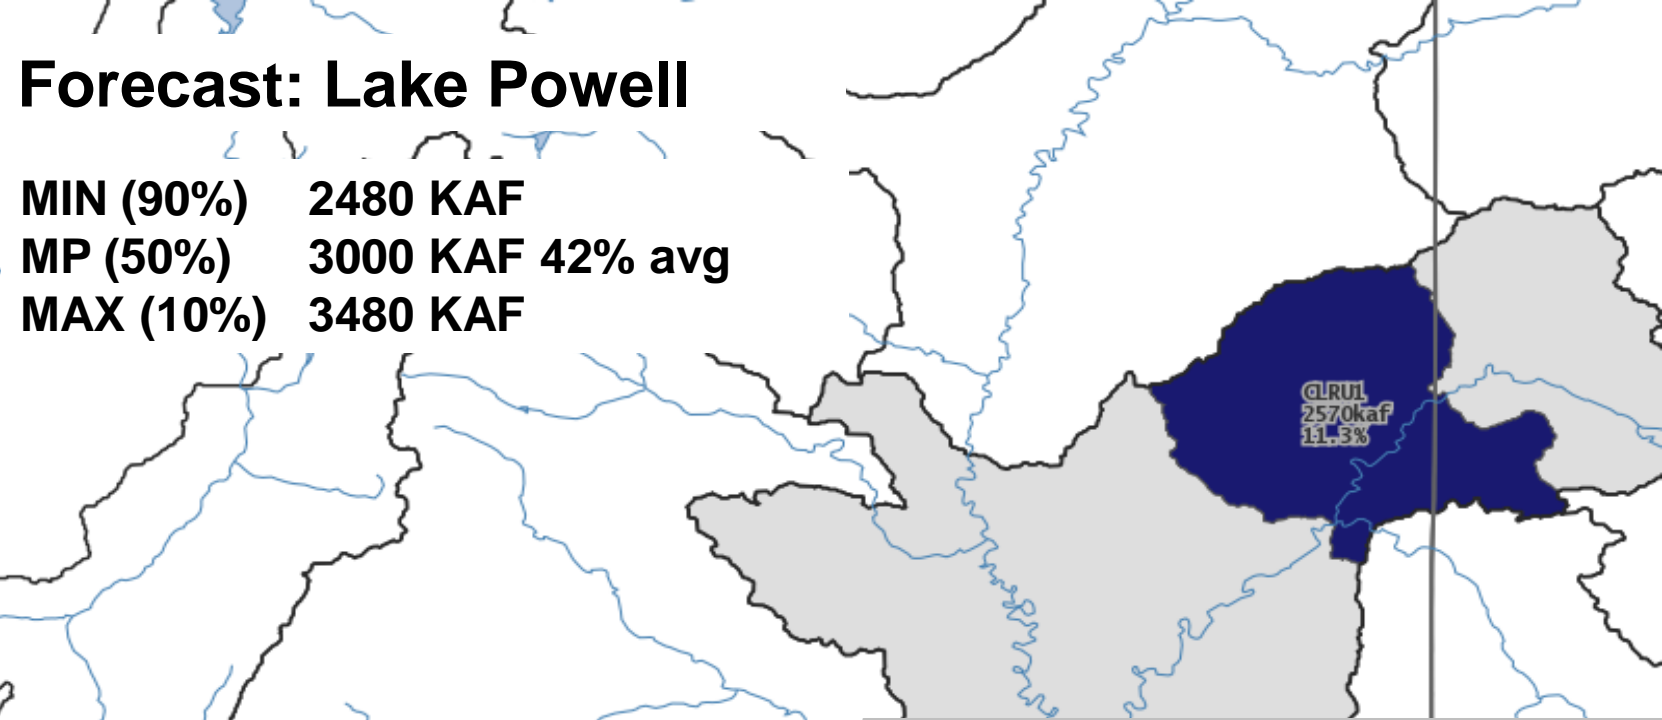 Forecast: Lake Powell
MIN (90%) 2480 KAF
MP (50%) 3000 KAF 42% avg
MAX (10%) 3480 KAF
CLRU1
2570kaf
11.3%